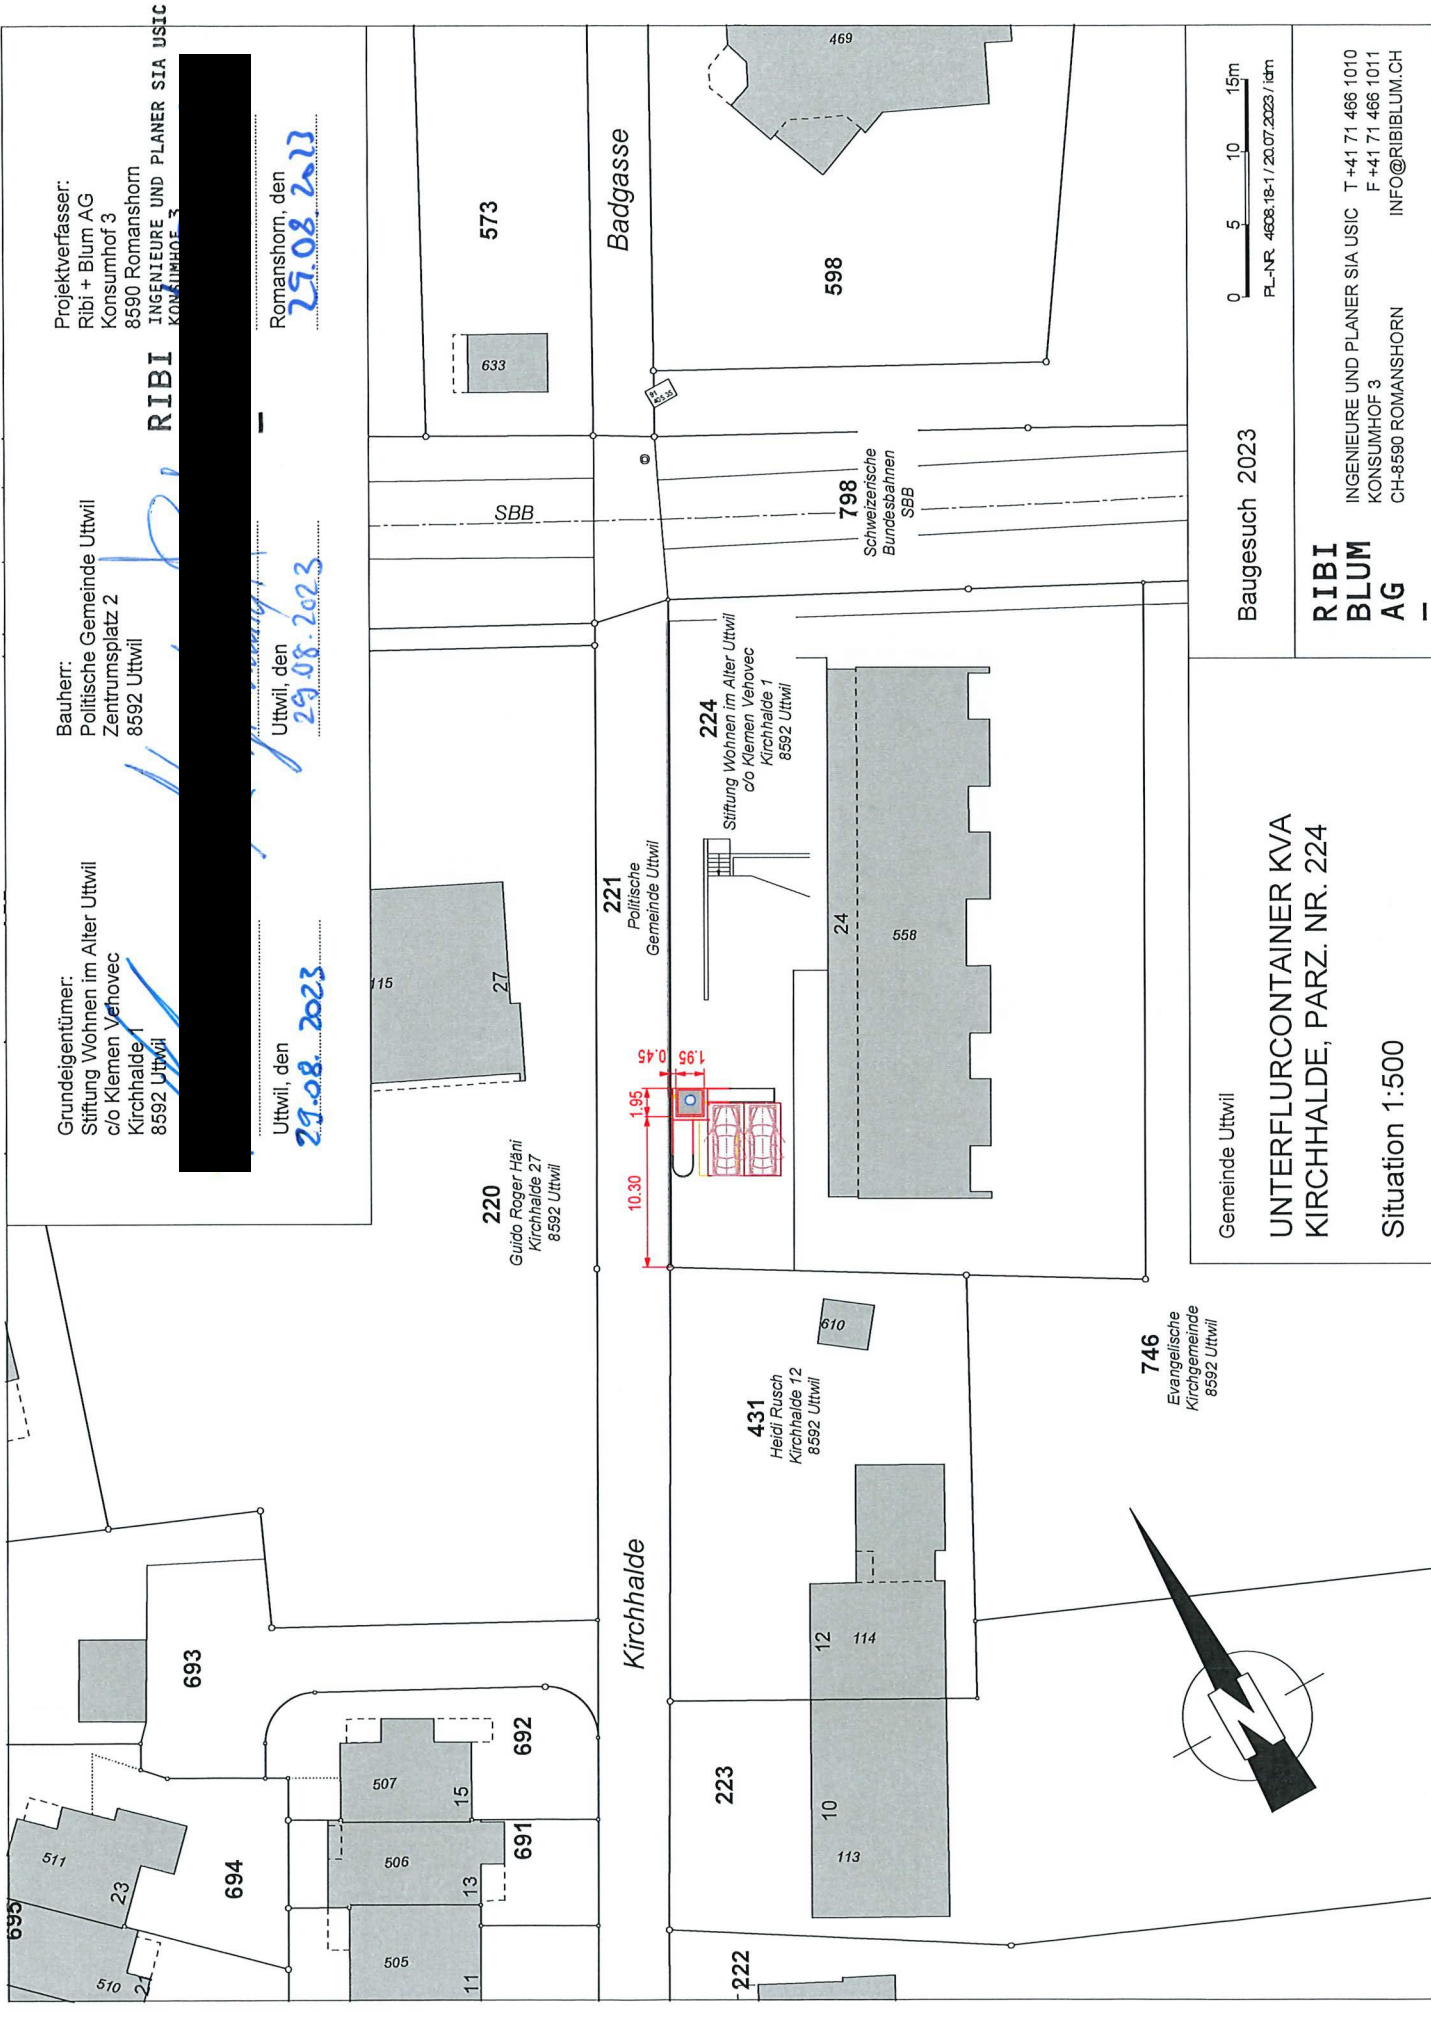 Grundeigentümer:
Stiftung Wohnen im Alter Uttwil
c/o Klemen Vehovec
Kirchhalde 1
8592 Uttwil
Uttwil, den
29.08. 2023
Bauherr:
Politische Gemeinde Uttwil
Zentrumsplatz 2
8592 Uttwil
Uttwil, den
29.08.2023
Projektverfasser:
Ribi + Blum AG
Konsumhof 3
8590 Romanshorn
RIBI INGENIEURE UND PLANER SIA USIC
KONSUMHOF 3
Romanshorn, den
29.08.2023
695
511
23
510
21
694
693
507
15
692
506
13
691
505
11
220
Guido Roger Häni
Kirchhalde 27
8592 Uttwil
115
27
SBB
633
573
Kirchhalde
221
Politische
Gemeinde Uttwil
Badgasse
10.30
1.95
0.45
1.95
222
223
10
113
12
114
431
Heidi Rusch
Kirchhalde 12
8592 Uttwil
610
224
Stiftung Wohnen im Alter Uttwil
c/o Klemen Vehovec
Kirchhalde 1
8592 Uttwil
24
558
798
Schweizerische
Bundesbahnen
SBB
598
469
746
Evangelische
Kirchgemeinde
8592 Uttwil
N
Gemeinde Uttwil
UNTERFLURCONTAINER KVA
KIRCHHALDE, PARZ. NR. 224
Situation 1:500
Baugesuch 2023
0 5 10 15m
PL-NR. 4608.18-1 / 20.07.2023 / idm
RIBI
BLUM
AG
INGENIEURE UND PLANER SIA USIC
KONSUMHOF 3
CH-8590 ROMANSHORN
T +41 71 466 1010
F +41 71 466 1011
INFO@RIBIBLUM.CH